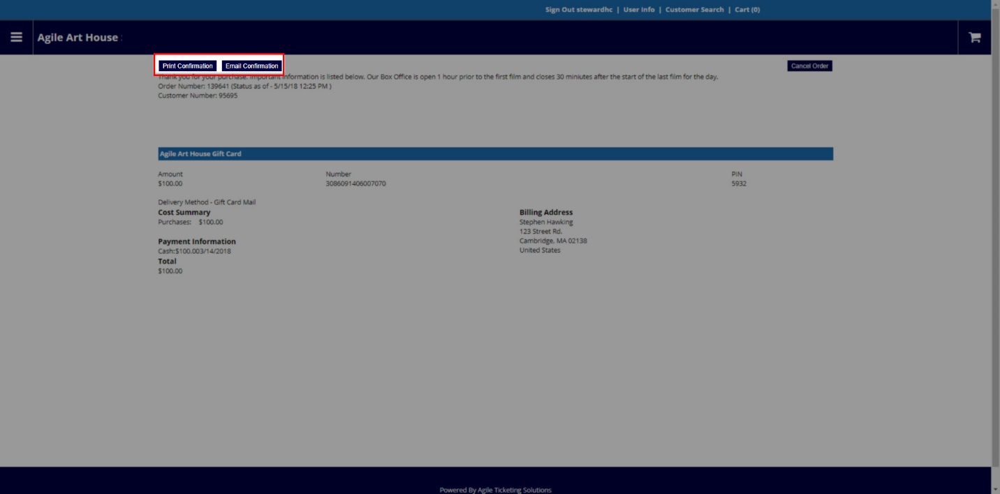 Sign Out stewardhc | User Info | Customer Search | Cart (0)
Agile Art House
Print Confirmation Email Confirmation Cancel Order
Thank you for your purchase. Important information is listed below. Our Box Office is open 1 hour prior to the first film and closes 30 miniutes after the start of the last film for the day.
Order Number: 139641 (Status as of - 5/15/18 12:25 PM )
Customer Number: 95695
Agile Art House Gift Card
Amount Number PIN
$100.00 3086091406007070 5932
Delivery Method - Gift Card Mail
Cost Summary
Purchases: $100.00
Payment Information
Cash:$100.003/14/2018
Total
$100.00
Billing Address
Stephen Hawking
123 Street Rd.
Cambridge, MA 02138
United States
Powered By Agile Ticketing Solutions